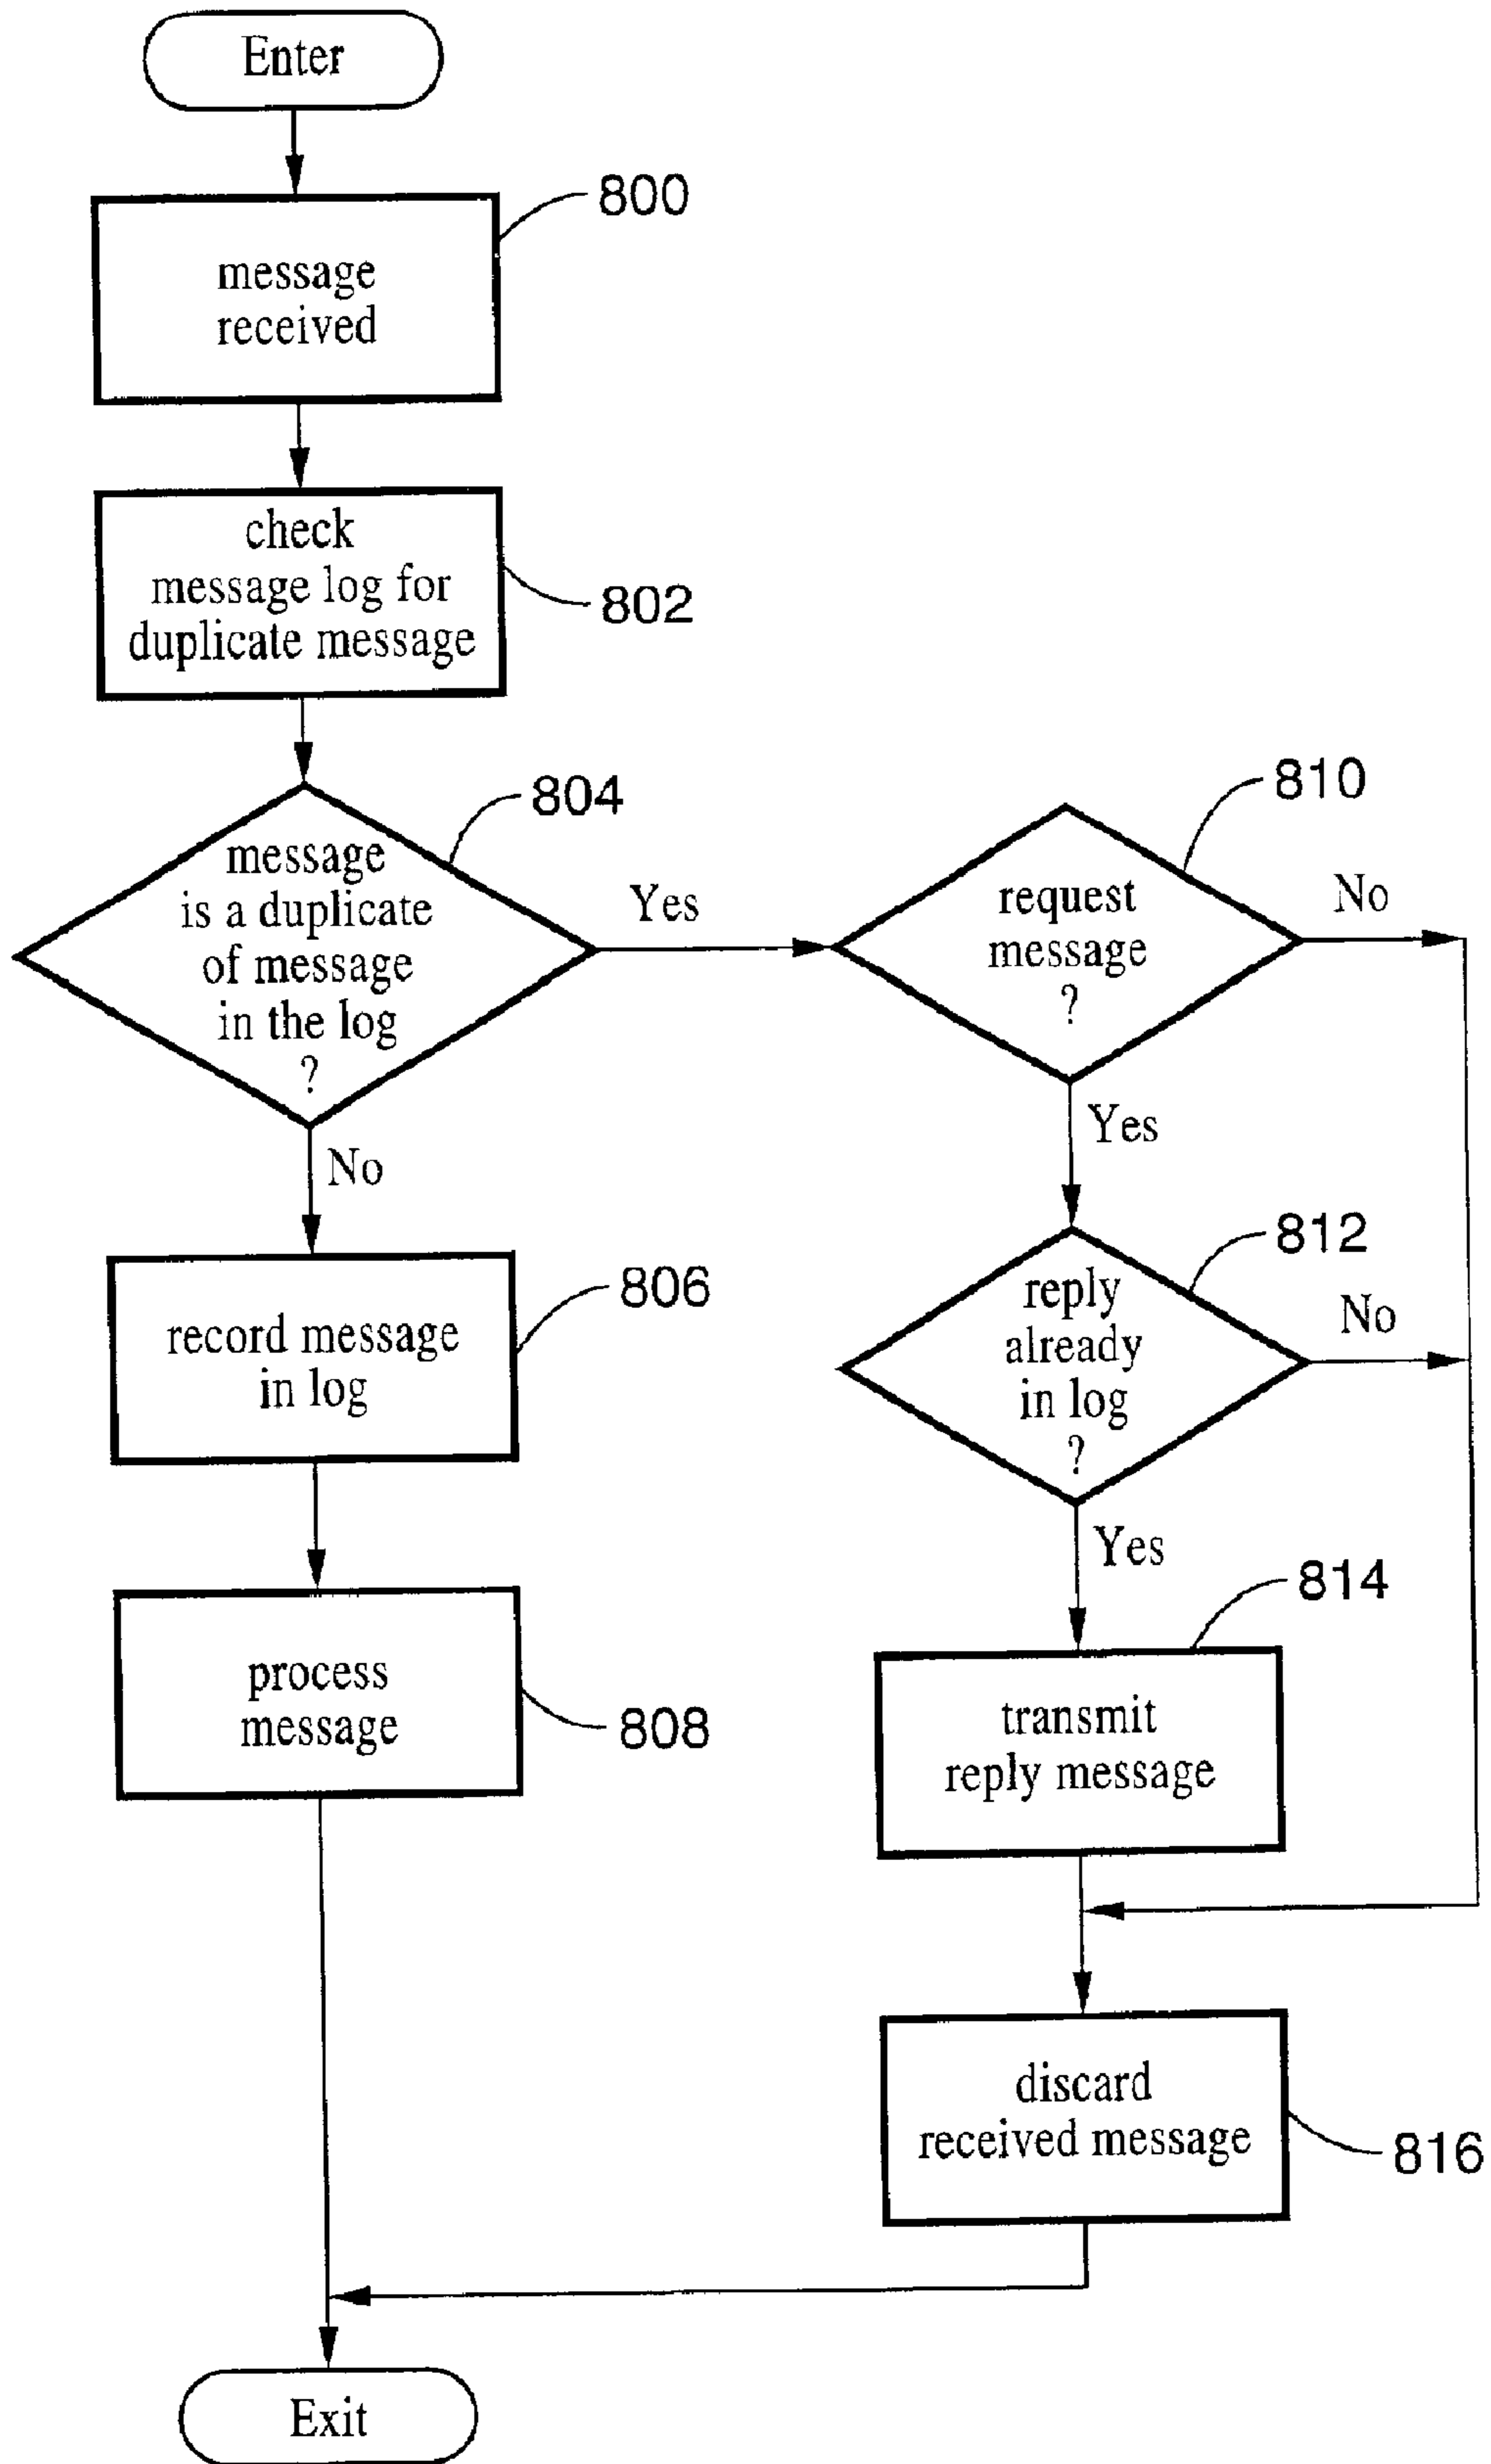 Enter
800
message
received
check
message log for
duplicate message
802
804
message
is a duplicate
of message
in the log
?
Yes
No
810
request
message
?
No
Yes
806
record message
in log
812
reply
already
in log
?
No
Yes
process
message
808
814
transmit
reply message
discard
received message
816
Exit